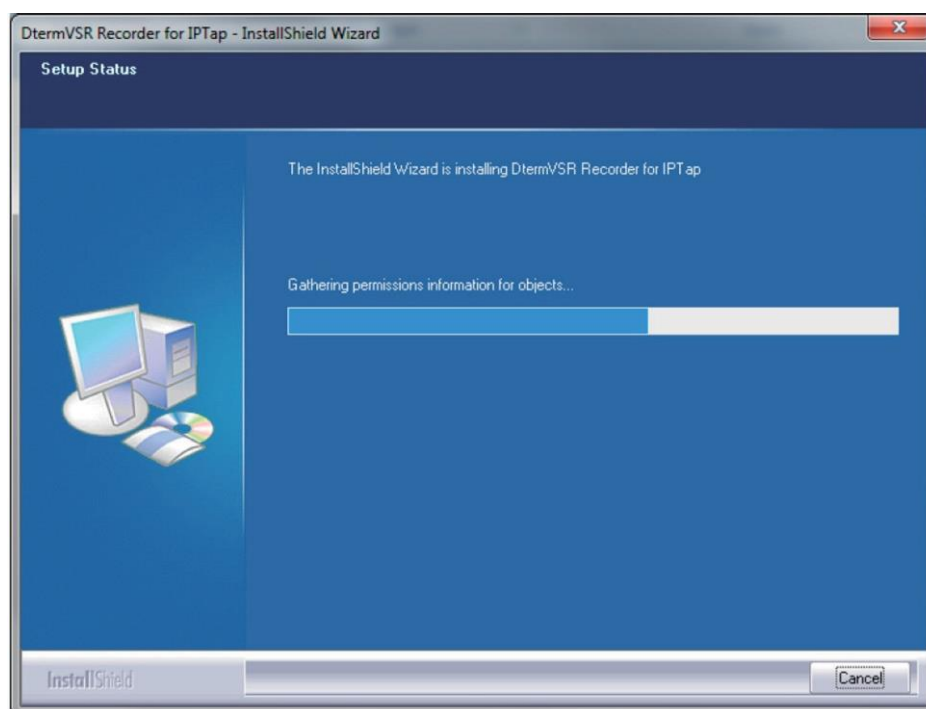 DtermVSR Recorder for IPTap - InstallShield Wizard
Setup Status
The InstallShield Wizard is installing DtermVSR Recorder for IPTap
Gathering permissions information for objects...
InstallShield
Cancel